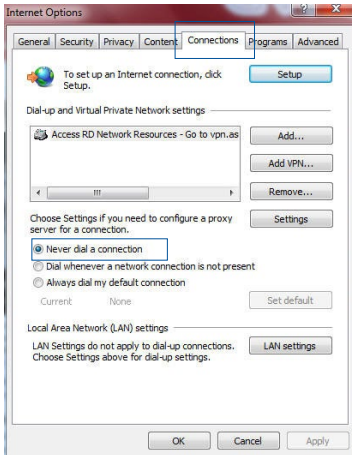 Internet Options
General Security Privacy Content Connections Programs Advanced
To set up an Internet connection, click
Setup.
Setup
Dial-up and Virtual Private Network settings
Access RD Network Resources - Go to vpn.as
Add...
Add VPN...
Remove...
Choose Settings if you need to configure a proxy
server for a connection.
Settings
Never dial a connection
Dial whenever a network connection is not present
Always dial my default connection
Current None
Set default
Local Area Network (LAN) settings
LAN Settings do not apply to dial-up connections.
Choose Settings above for dial-up settings.
LAN settings
OK Cancel Apply